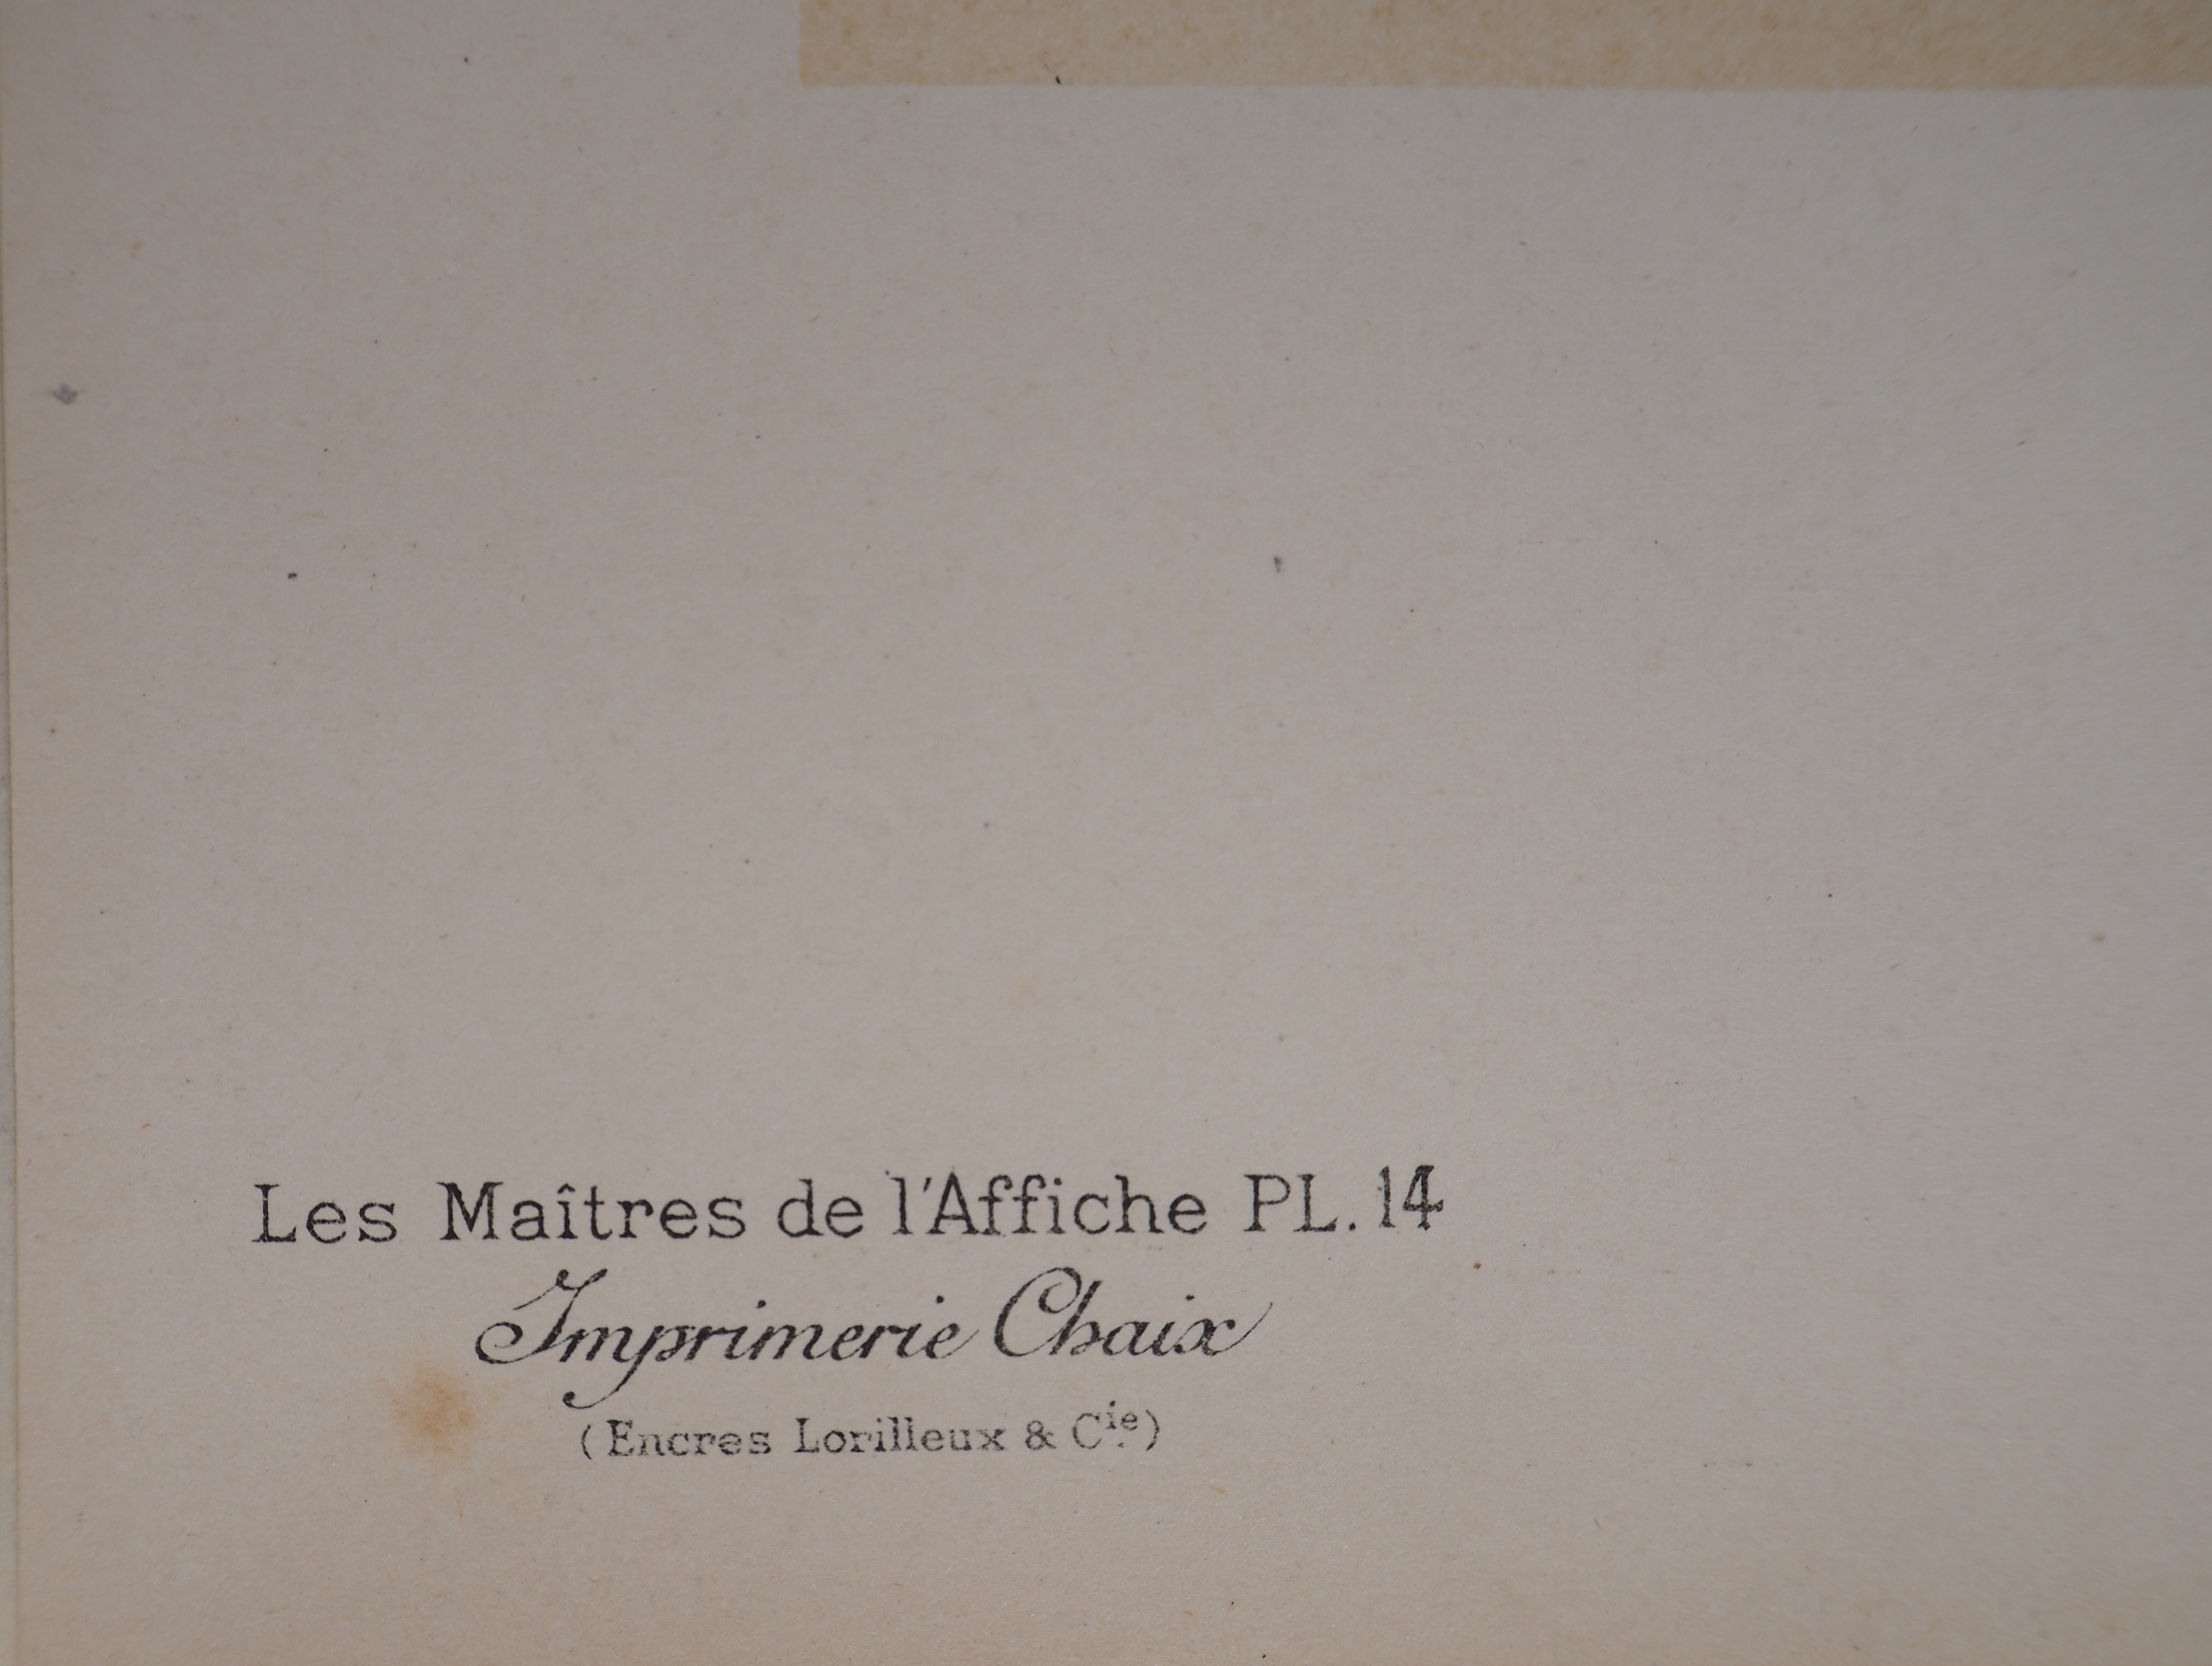 Les Maîtres de l'Affiche PL. 14
Imprimerie Chaix
(Encres Lorilleux & Cie)